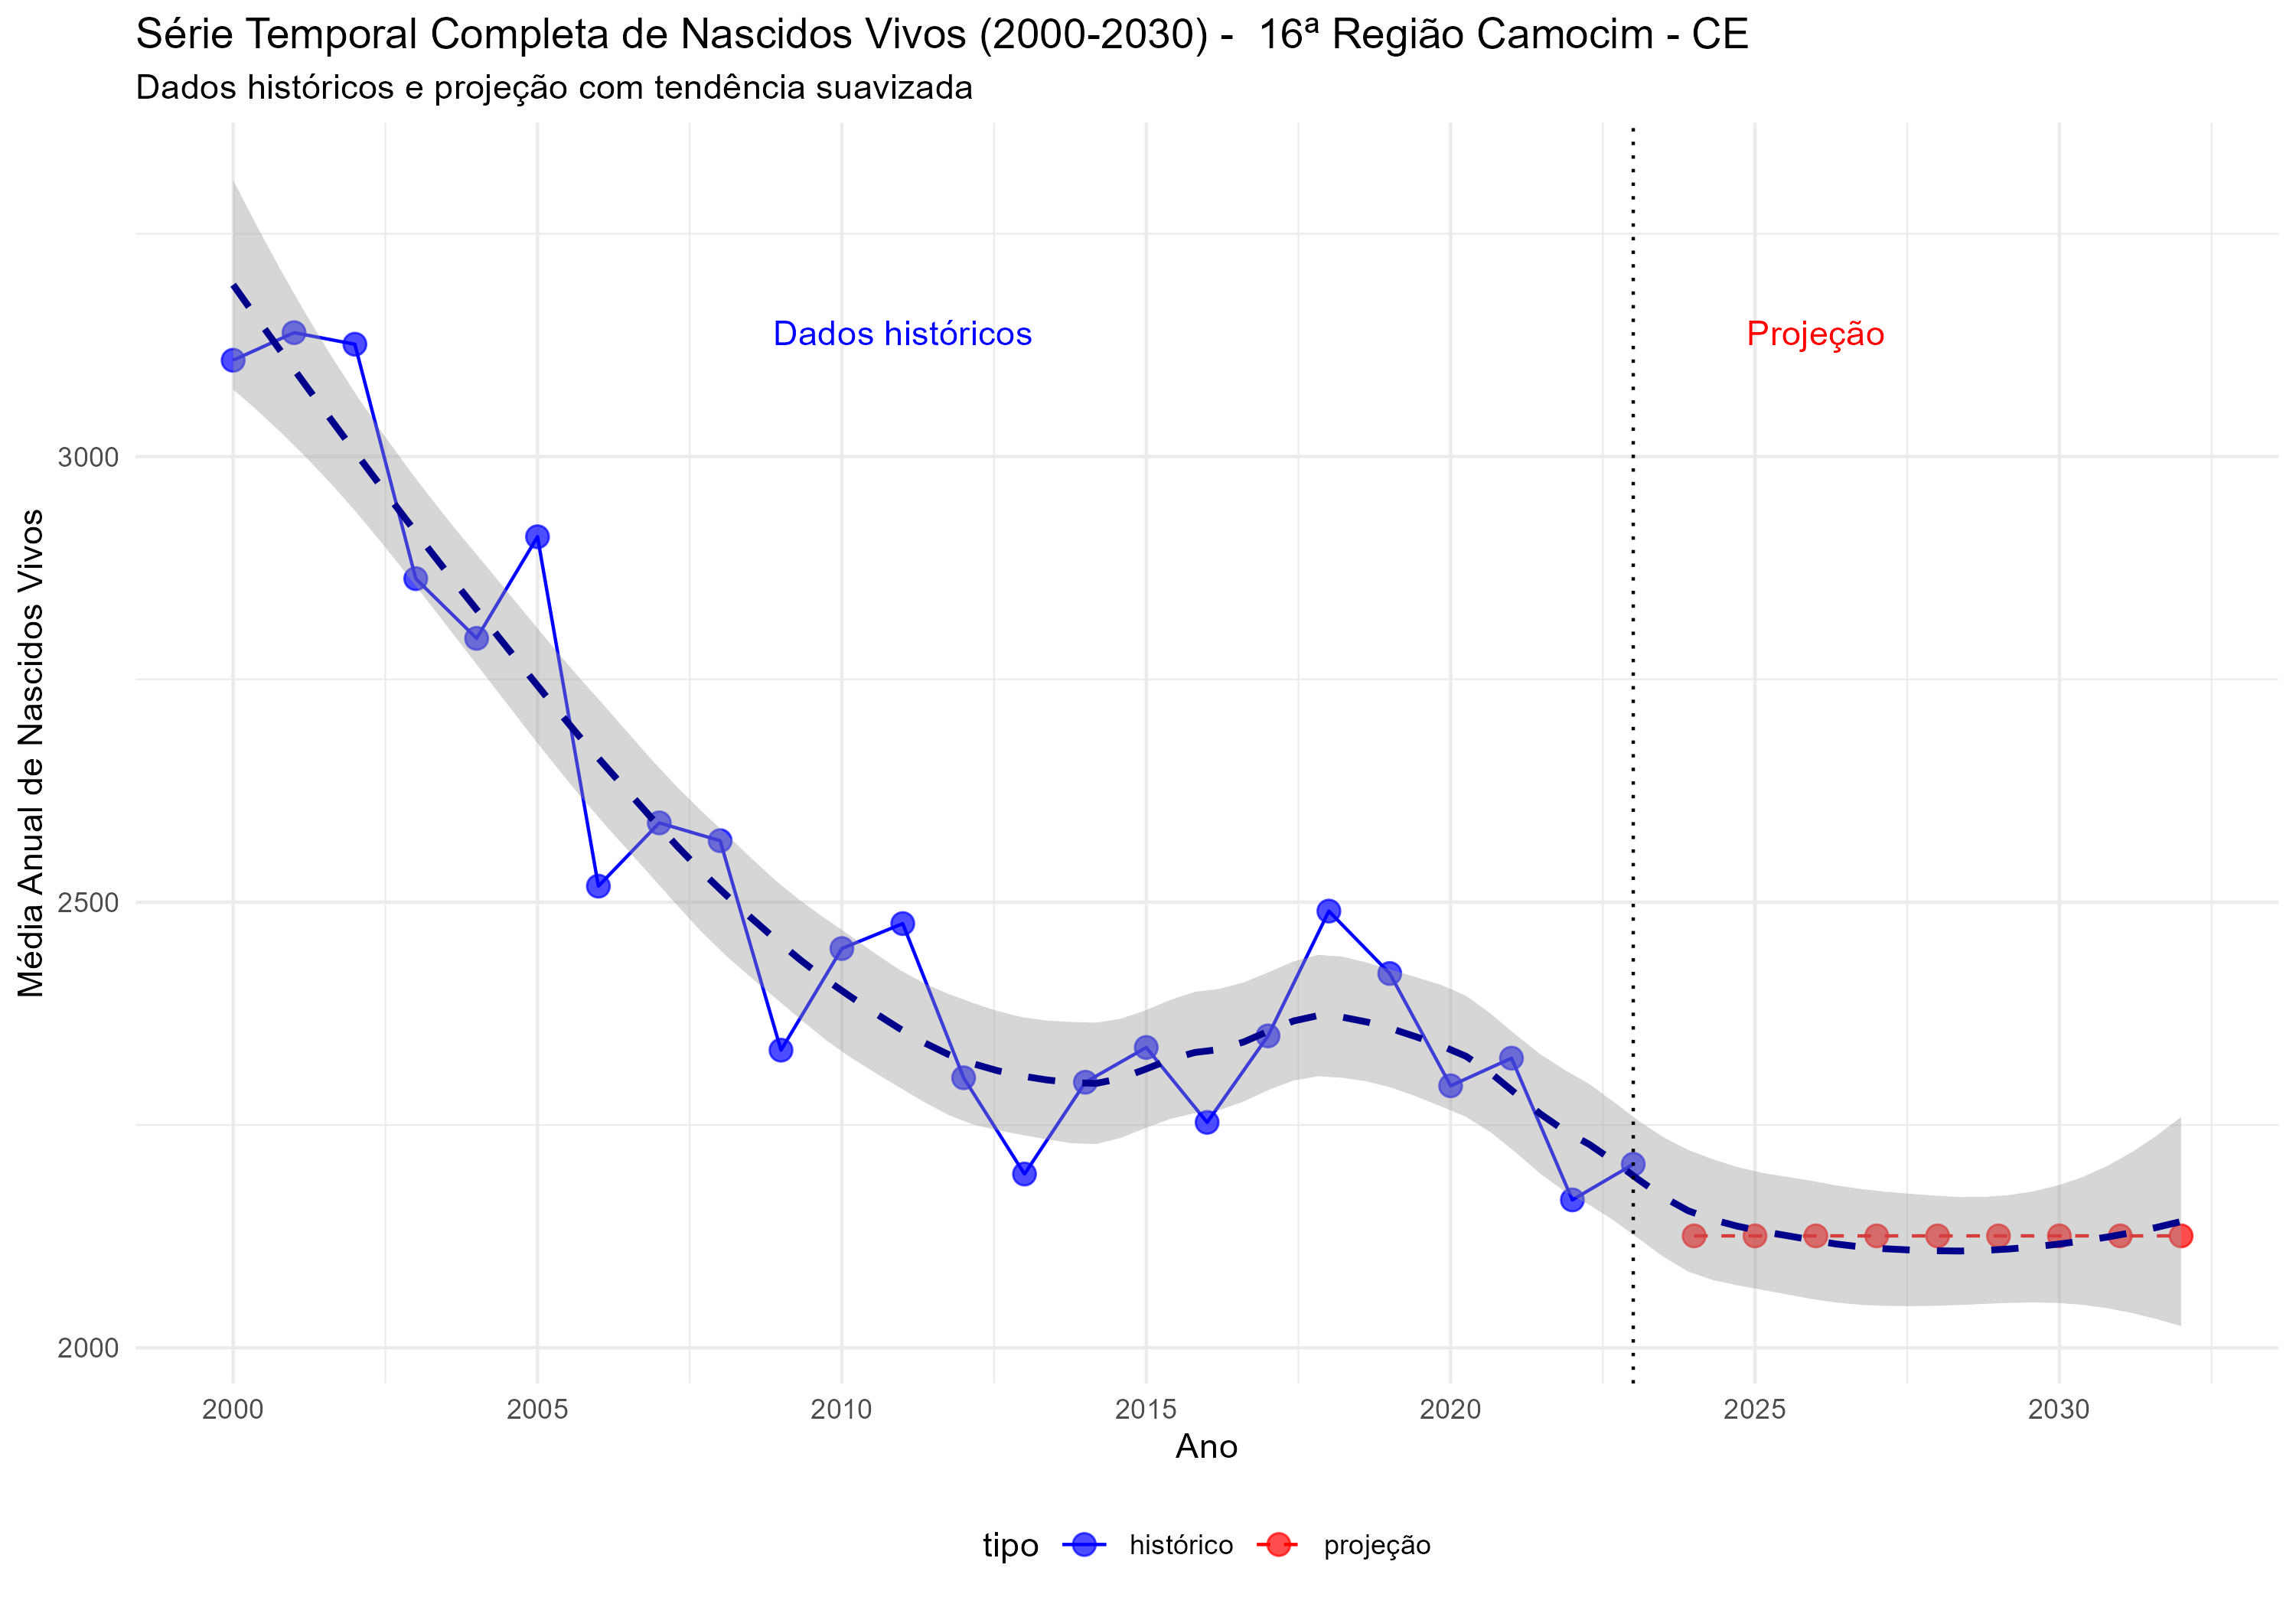 Série Temporal Completa de Nascidos Vivos (2000-2030) -  16ª Região Camocim - CE
Dados históricos e projeção com tendência suavizada
Dados históricos
Projeção
Média Anual de Nascidos Vivos
3000
2500
2000
2000 2005 2010 2015 2020 2025 2030
Ano
tipo histórico projeção